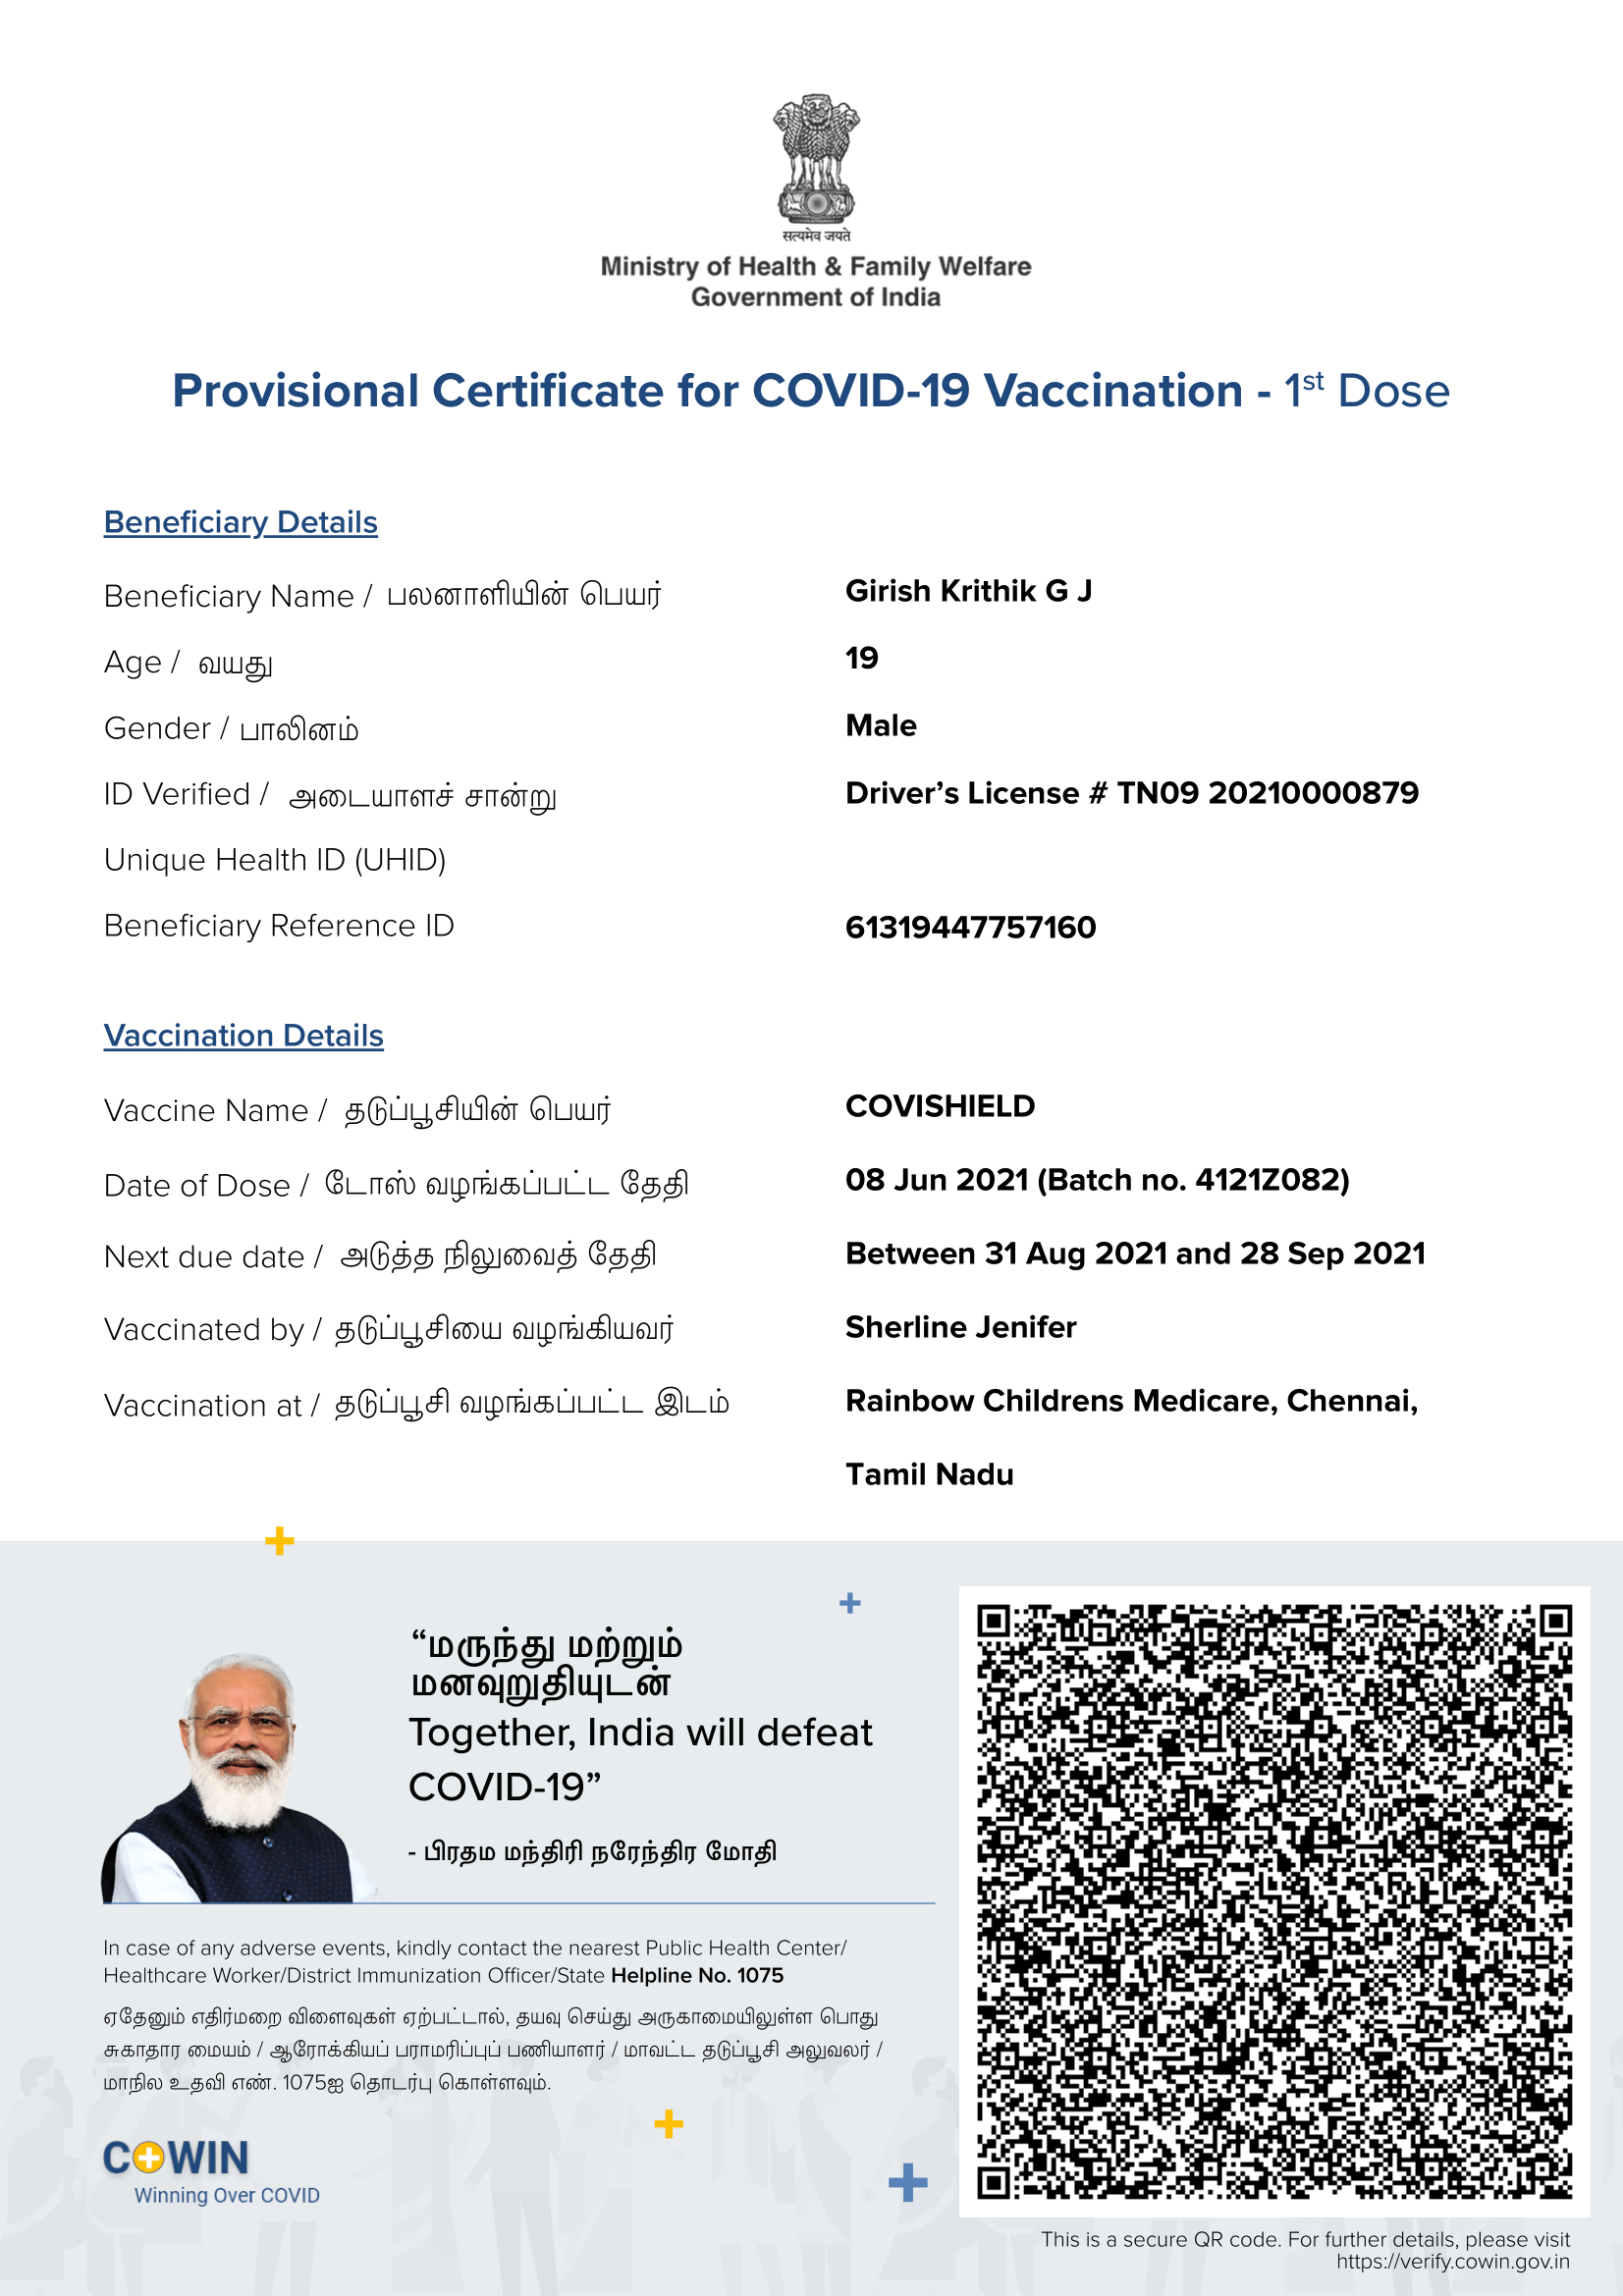 सत्यमेव जयते
Ministry of Health & Family Welfare
Government of India
Provisional Certificate for COVID-19 Vaccination - 1st Dose
Beneficiary Details
Beneficiary Name / பலனாளியின் பெயர் Girish Krithik G J
Age / வயது 19
Gender / பாலினம் Male
ID Verified / அடையாளச் சான்று Driver’s License # TN09 20210000879
Unique Health ID (UHID)
Beneficiary Reference ID 61319447757160
Vaccination Details
Vaccine Name / தடுப்பூசியின் பெயர் COVISHIELD
Date of Dose / டோஸ் வழங்கப்பட்ட தேதி 08 Jun 2021 (Batch no. 4121Z082)
Next due date / அடுத்த நிலுவைத் தேதி Between 31 Aug 2021 and 28 Sep 2021
Vaccinated by / தடுப்பூசியை வழங்கியவர் Sherline Jenifer
Vaccination at / தடுப்பூசி வழங்கப்பட்ட இடம் Rainbow Childrens Medicare, Chennai,
Tamil Nadu
“மருந்து மற்றும்
மனவுறுதியுடன்
Together, India will defeat
COVID-19”
- பிரதம மந்திரி நரேந்திர மோதி
In case of any adverse events, kindly contact the nearest Public Health Center/
Healthcare Worker/District Immunization Officer/State Helpline No. 1075
ஏதேனும் எதிர்மறை விளைவுகள் ஏற்பட்டால், தயவு செய்து அருகாமையிலுள்ள பொது
சுகாதார மையம் / ஆரோக்கியப் பராமரிப்புப் பணியாளர் / மாவட்ட தடுப்பூசி அலுவலர் /
மாநில உதவி எண். 1075ஐ தொடர்பு கொள்ளவும்.
COWIN
Winning Over COVID
This is a secure QR code. For further details, please visit
https://verify.cowin.gov.in